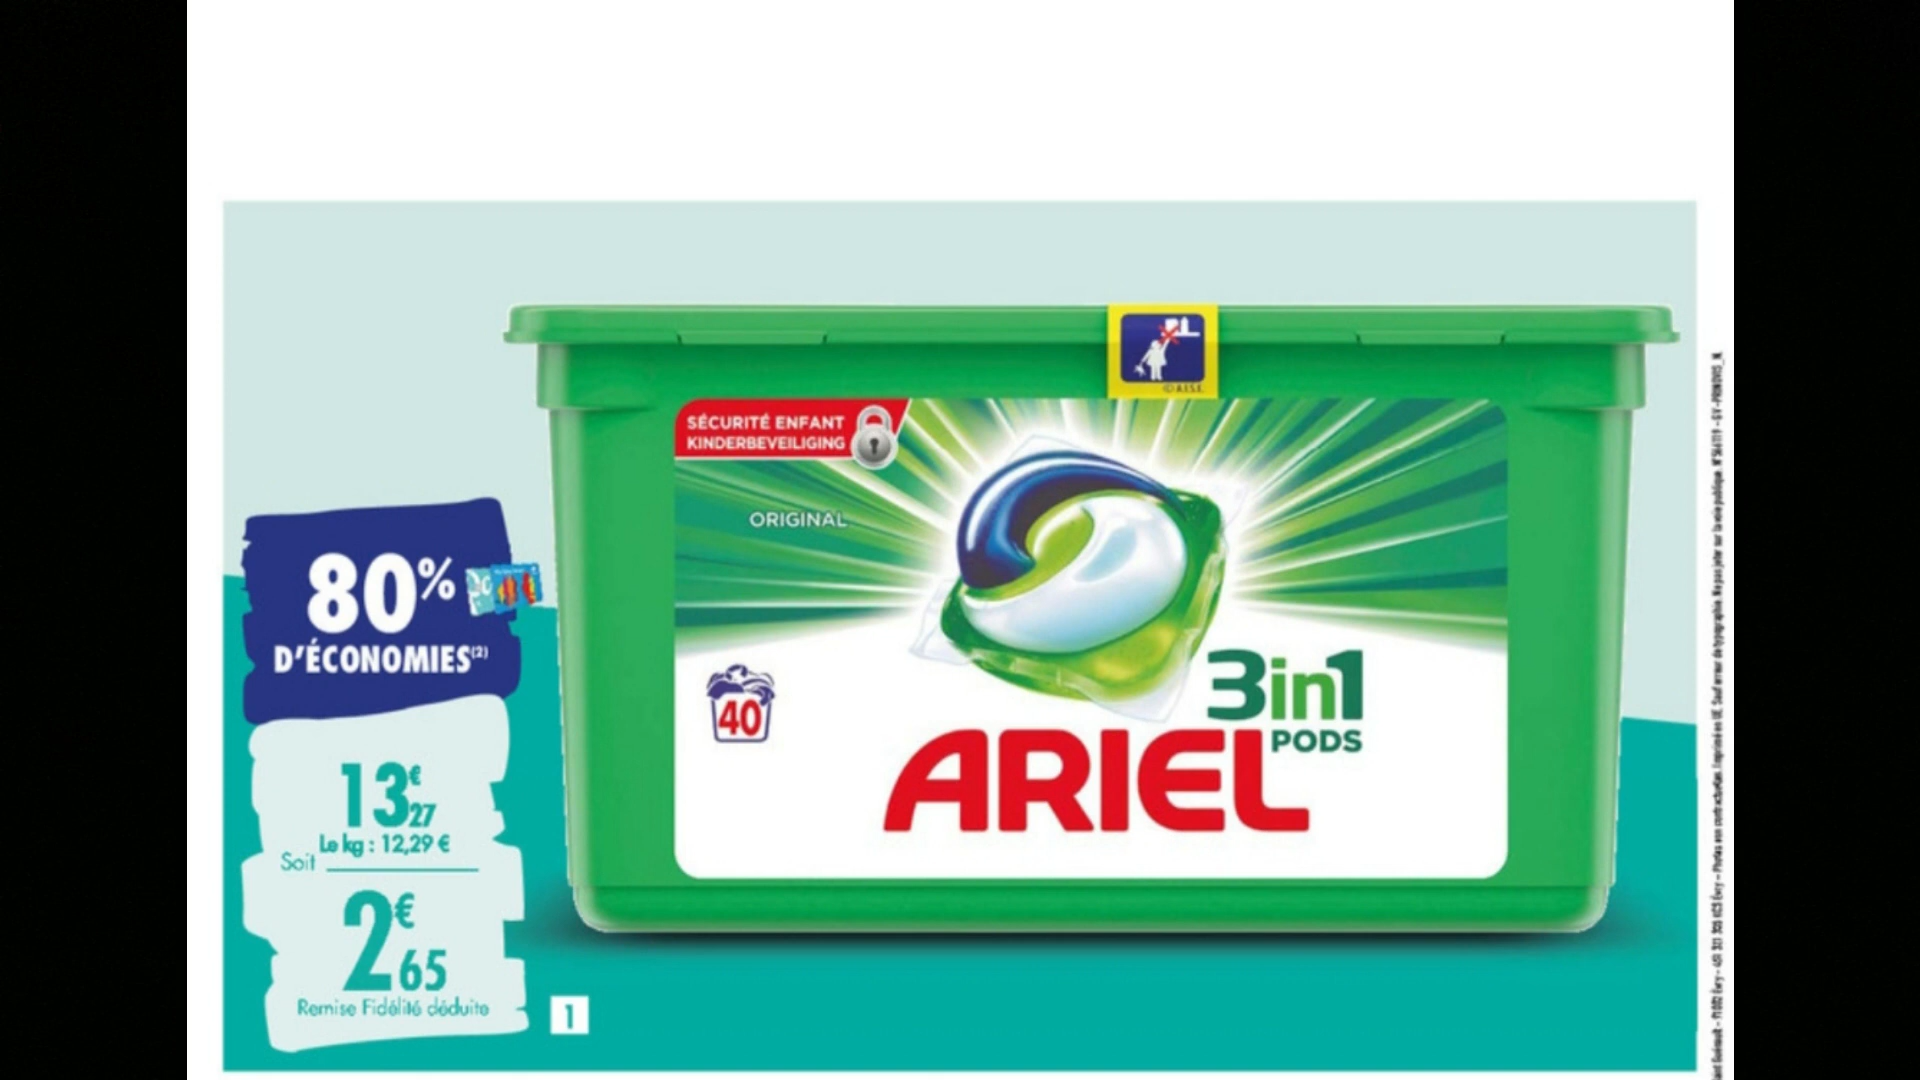 © A.I.S.E.
SÉCURITÉ ENFANT
KINDERBEVEILIGING
ORIGINAL
80%
D'ÉCONOMIES(2)
40
3in1
PODS
ARIEL
13€27
Le kg : 12,29 €
Soit
2€65
Remise Fidélité déduite
1